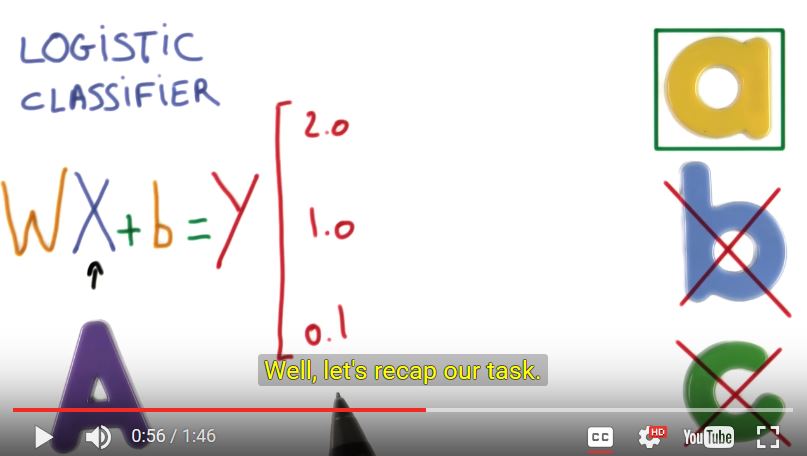 LOGISTIC
CLASSIFIER
WX + b = Y
2.0
1.0
0.1
a
b
c
A
Well, let's recap our task.
0:56 / 1:46
CC
HD
YouTube